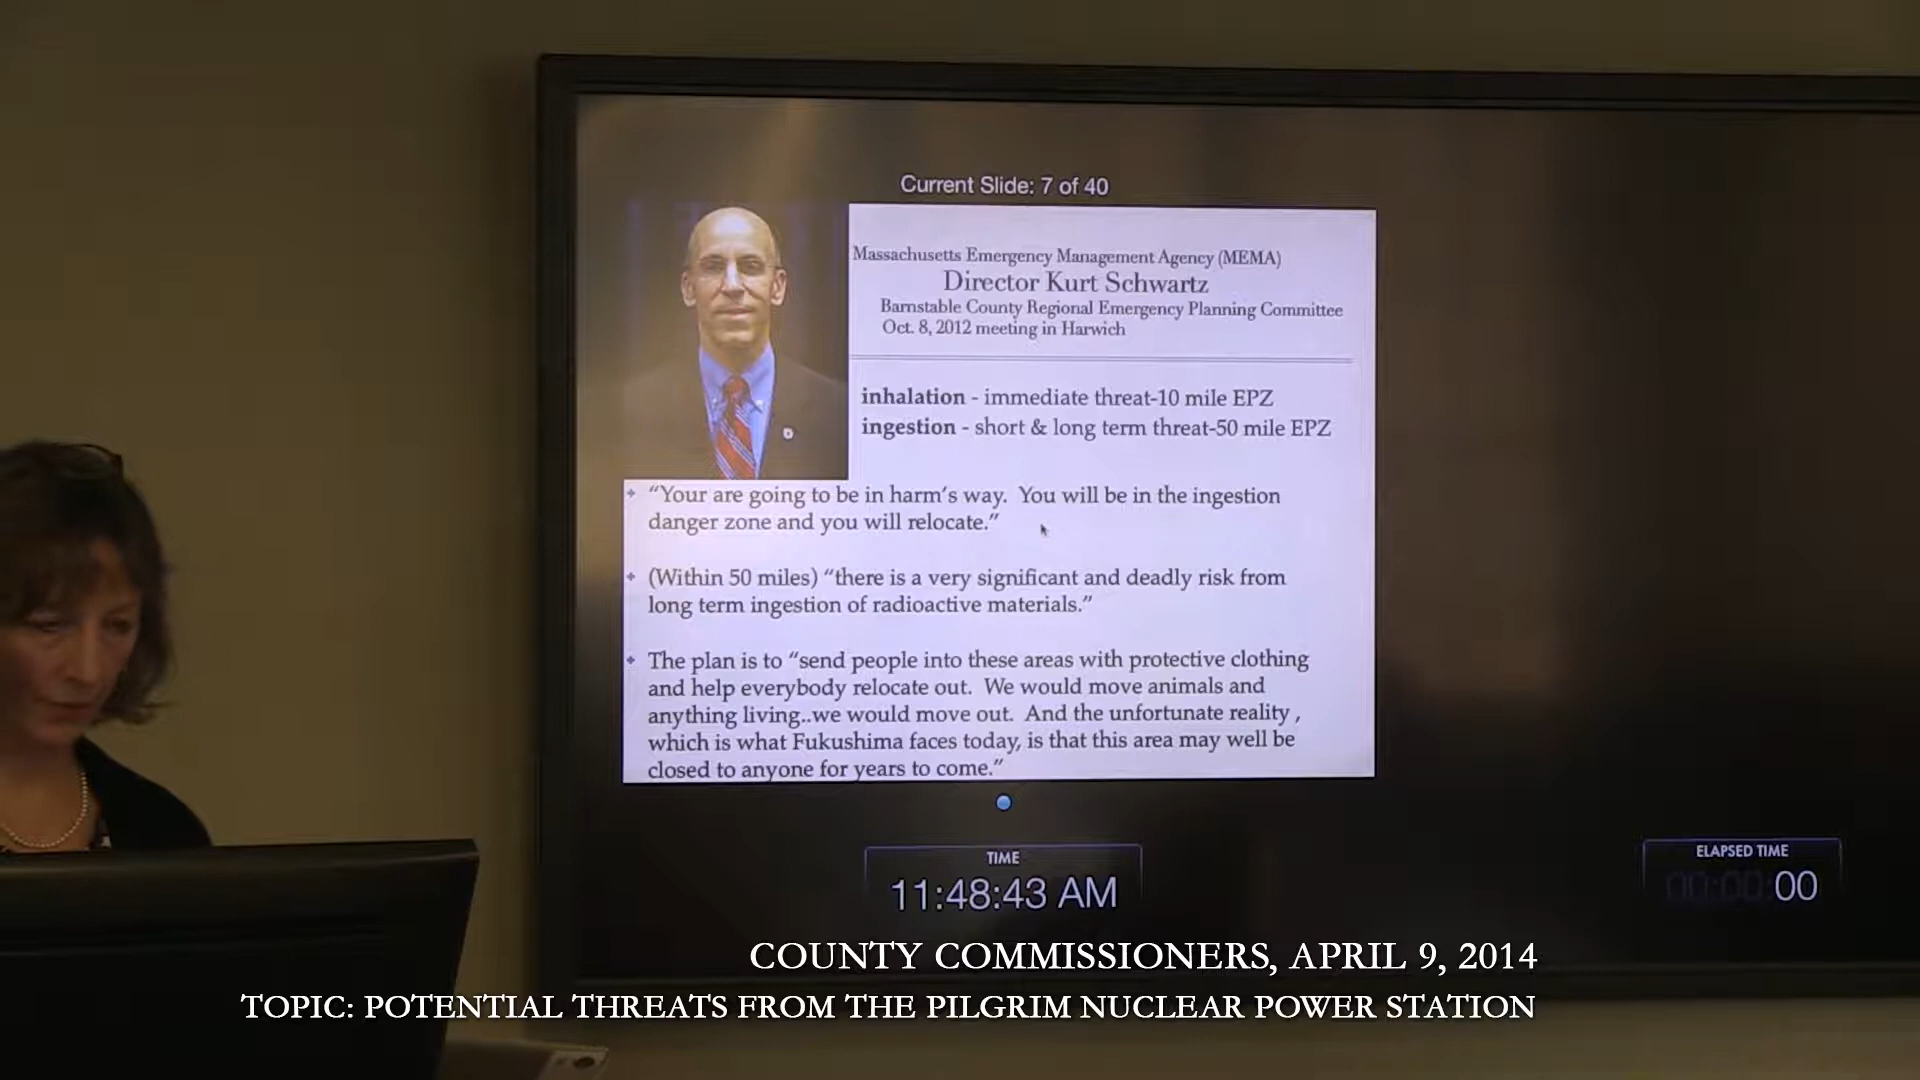 Current Slide: 7 of 40
Massachusetts Emergency Management Agency (MEMA)
Director Kurt Schwartz
Barnstable County Regional Emergency Planning Committee
Oct. 8, 2012 meeting in Harwich
inhalation - immediate threat-10 mile EPZ
ingestion - short & long term threat-50 mile EPZ
“Your are going to be in harm’s way. You will be in the ingestion
danger zone and you will relocate.”
(Within 50 miles) “there is a very significant and deadly risk from
long term ingestion of radioactive materials.”
The plan is to “send people into these areas with protective clothing
and help everybody relocate out. We would move animals and
anything living..we would move out. And the unfortunate reality ,
which is what Fukushima faces today, is that this area may well be
closed to anyone for years to come.”
TIME
11:48:43 AM
ELAPSED TIME
00:00:00
COUNTY COMMISSIONERS, APRIL 9, 2014
TOPIC: POTENTIAL THREATS FROM THE PILGRIM NUCLEAR POWER STATION